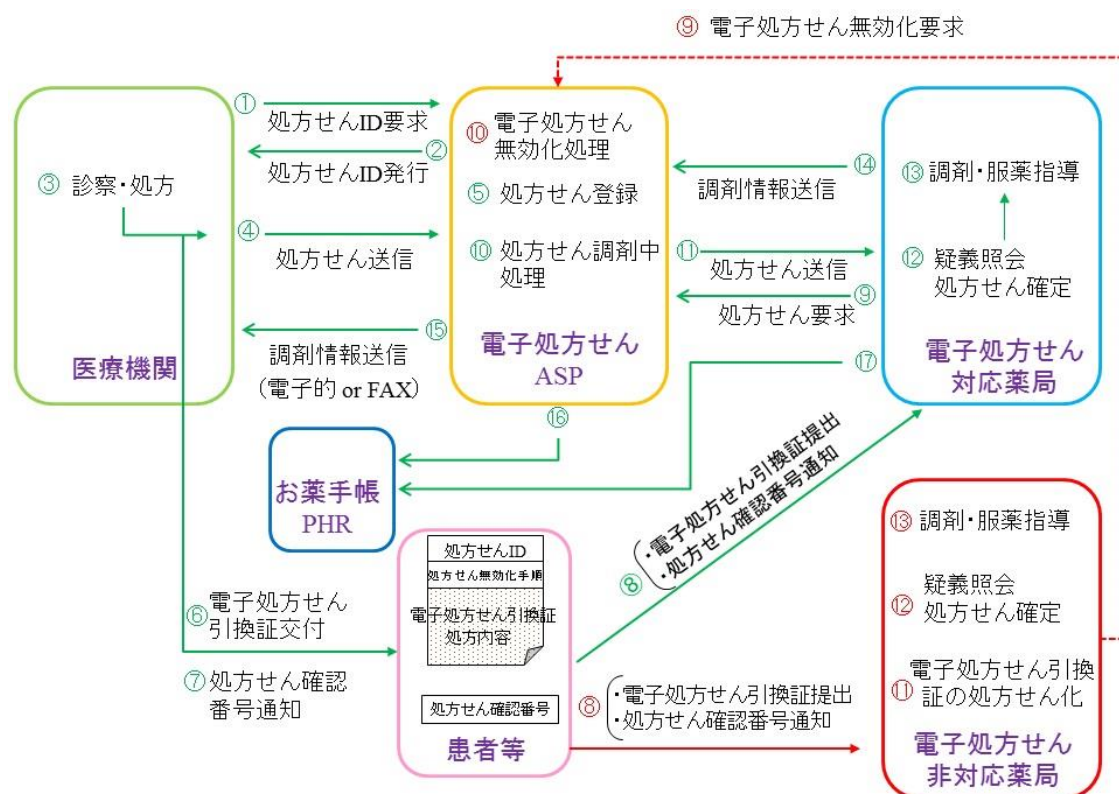 ⑨ 電子処方せん無効化要求
①
処方せんID要求
②
処方せんID発行
③ 診察・処方
④
処方せん送信
⑮
調剤情報送信
(電子的 or FAX)
医療機関
⑩ 電子処方せん
無効化処理
⑤ 処方せん登録
⑩ 処方せん調剤中
処理
電子処方せん
ASP
⑭
調剤情報送信
⑪
処方せん送信
⑨
処方せん要求
⑬ 調剤・服薬指導
⑫ 疑義照会
処方せん確定
電子処方せん
対応薬局
⑰
⑯
お薬手帳
PHR
⑧
・電子処方せん引換証提出
・処方せん確認番号通知
処方せんID
処方せん無効化手順
電子処方せん引換証
処方内容
処方せん確認番号
患者等
⑥ 電子処方せん
引換証交付
⑦ 処方せん確認
番号通知
⑧
・電子処方せん引換証提出
・処方せん確認番号通知
⑬ 調剤・服薬指導
⑫ 疑義照会
処方せん確定
⑪ 電子処方せん引換
証の処方せん化
電子処方せん
非対応薬局